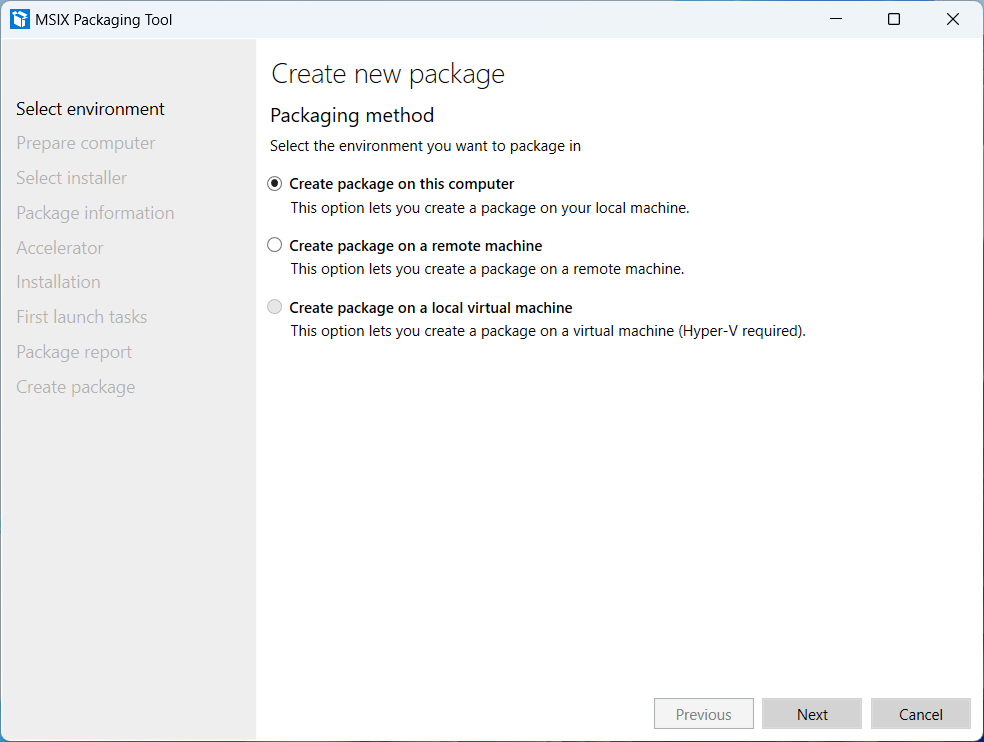 MSIX Packaging Tool
Select environment
Prepare computer
Select installer
Package information
Accelerator
Installation
First launch tasks
Package report
Create package
Create new package
Packaging method
Select the environment you want to package in
Create package on this computer
This option lets you create a package on your local machine.
Create package on a remote machine
This option lets you create a package on a remote machine.
Create package on a local virtual machine
This option lets you create a package on a virtual machine (Hyper-V required).
Previous
Next
Cancel